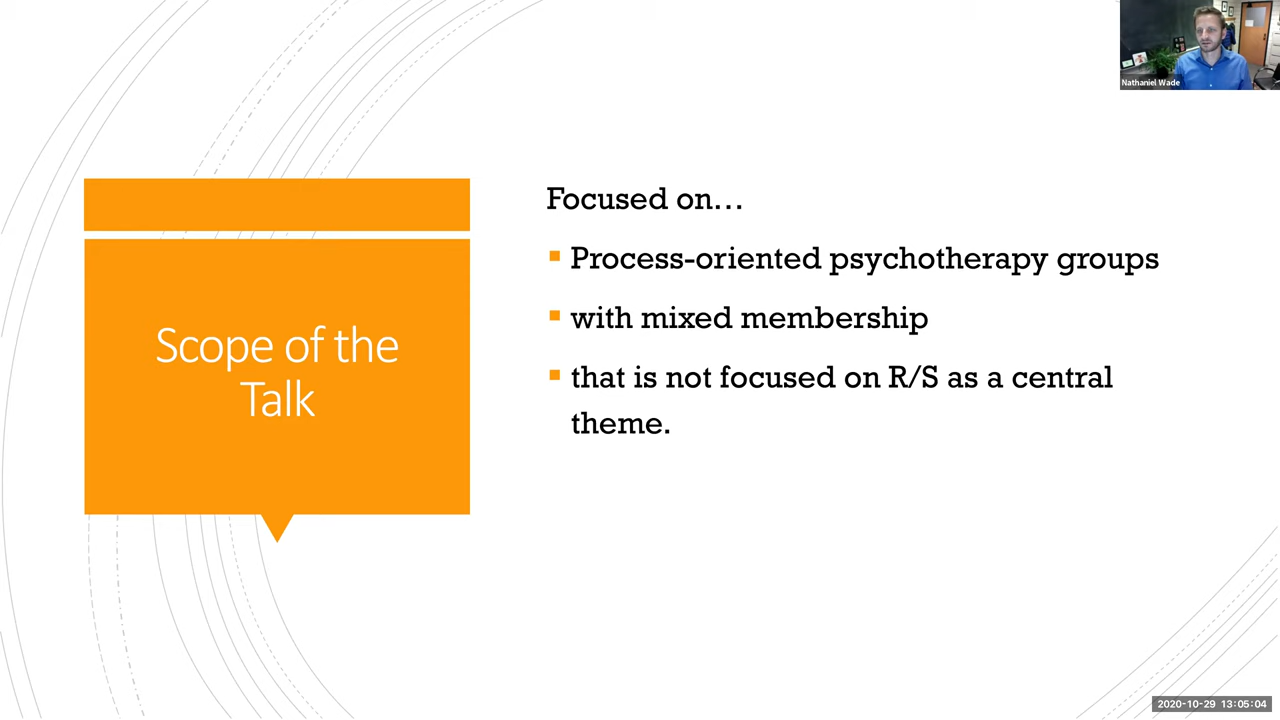 Nathaniel Wade
Scope of the
Talk
Focused on...
Process-oriented psychotherapy groups
with mixed membership
that is not focused on R/S as a central
theme.
2020-10-29 13:05:04